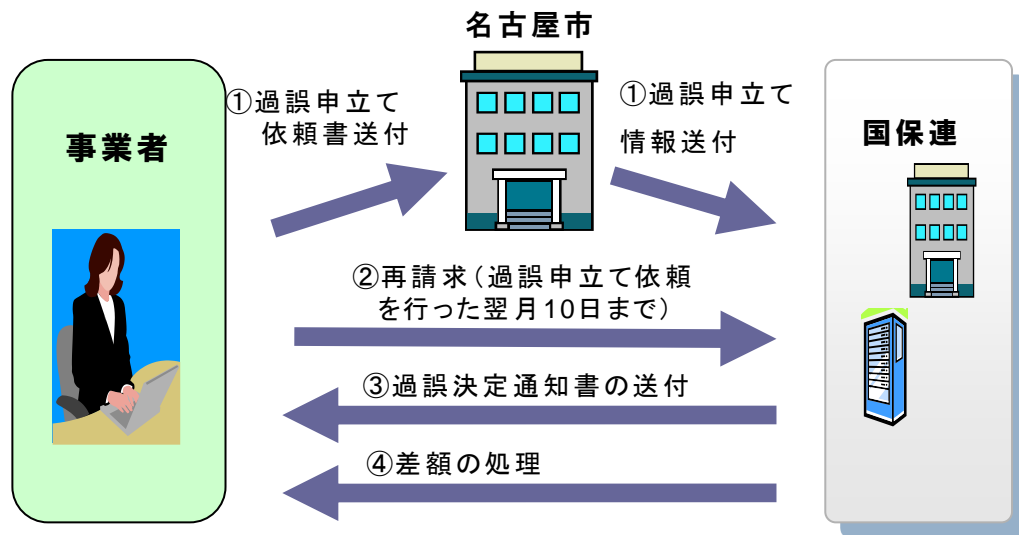 名古屋市
事業者
①過誤申立て
依頼書送付
①過誤申立て
情報送付
国保連
②再請求(過誤申立て依頼
を行った翌月10日まで)
③過誤決定通知書の送付
④差額の処理